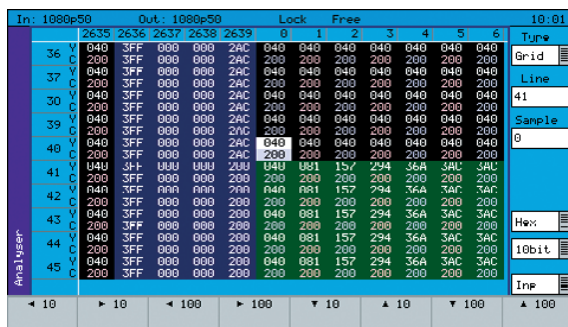 In: 1080p50 Out: 1080p50 Lock Free 10:01
2635 2636 2637 2638 2639 0 1 2 3 4 5 6
36 Y 040 3FF 000 000 2AC 040 040 040 040 040 040 040
C 200 3FF 000 000 2AC 200 200 200 200 200 200 200
37 Y 040 3FF 000 000 2AC 040 040 040 040 040 040 040
C 200 3FF 000 000 2AC 200 200 200 200 200 200 200
38 Y 040 3FF 000 000 2AC 040 040 040 040 040 040 040
C 200 3FF 000 000 2AC 200 200 200 200 200 200 200
39 Y 040 3FF 000 000 2AC 040 040 040 040 040 040 040
C 200 3FF 000 000 2AC 200 200 200 200 200 200 200
40 Y 040 3FF 000 000 2AC 040 040 040 040 040 040 040
C 200 3FF 000 000 2AC 200 200 200 200 200 200 200
41 Y 040 3FF 000 000 200 040 081 157 294 36A 3AC 3AC
C 200 3FF 000 000 200 200 200 200 200 200 200 200
42 Y 040 3FF 000 000 200 040 081 157 294 36A 3AC 3AC
C 200 3FF 000 000 200 200 200 200 200 200 200 200
43 Y 040 3FF 000 000 200 040 081 157 294 36A 3AC 3AC
C 200 3FF 000 000 200 200 200 200 200 200 200 200
44 Y 040 3FF 000 000 200 040 081 157 294 36A 3AC 3AC
C 200 3FF 000 000 200 200 200 200 200 200 200 200
45 Y 040 3FF 000 000 200 040 081 157 294 36A 3AC 3AC
C 200 3FF 000 000 200 200 200 200 200 200 200 200
Analyser
Type
Grid
Line
41
Sample
0
Hex
10bit
Inp
◄ 10 ► 10 ◄ 100 ► 100 ▼ 10 ▲ 10 ▼ 100 ▲ 100